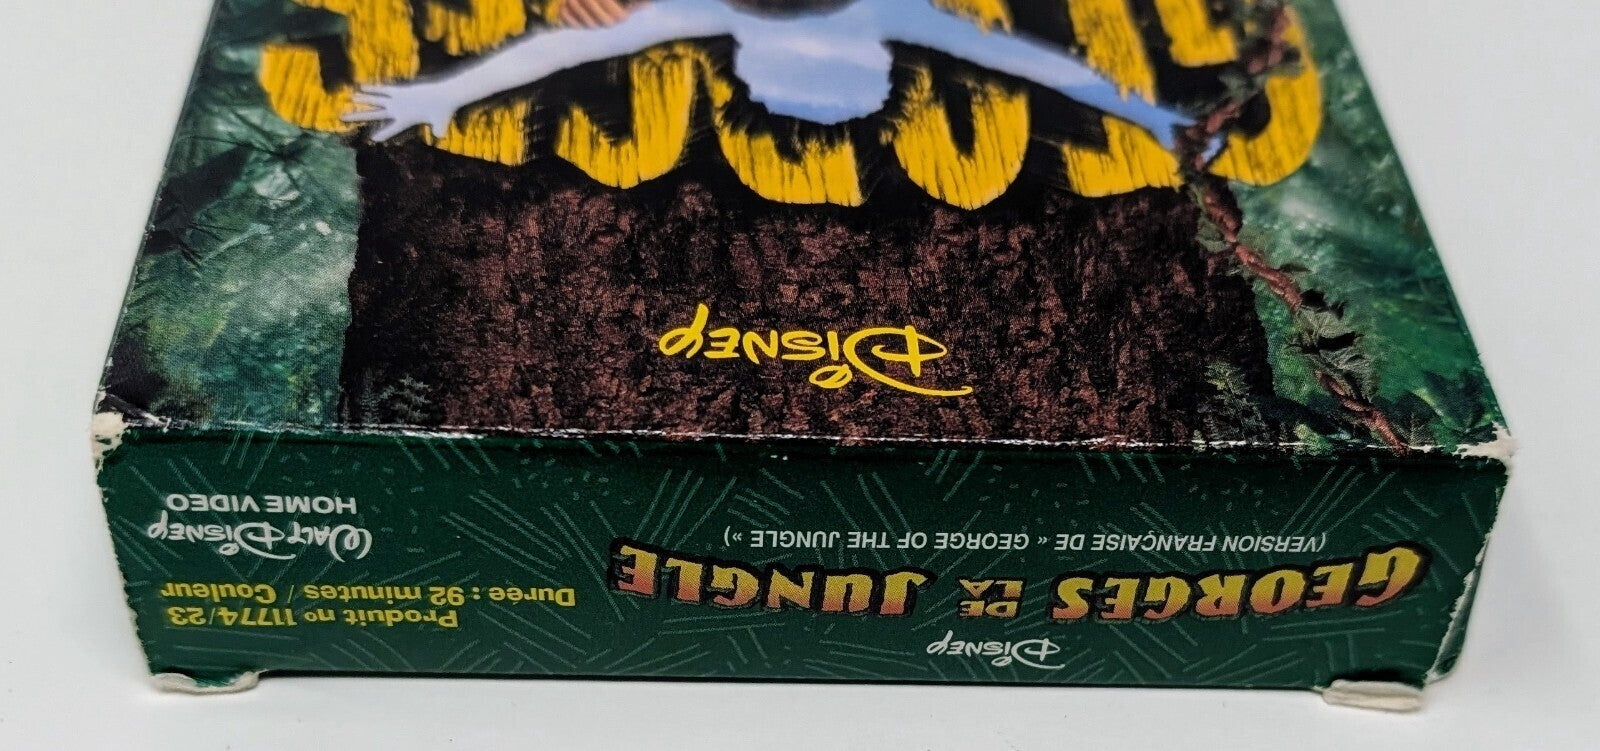 Disney
Disney
GEORGES DE LA JUNGLE
(VERSION FRANÇAISE DE « GEORGE OF THE JUNGLE »)
Produit no 11774/23
Durée : 92 minutes / Couleur
WALT DISNEY
HOME VIDEO